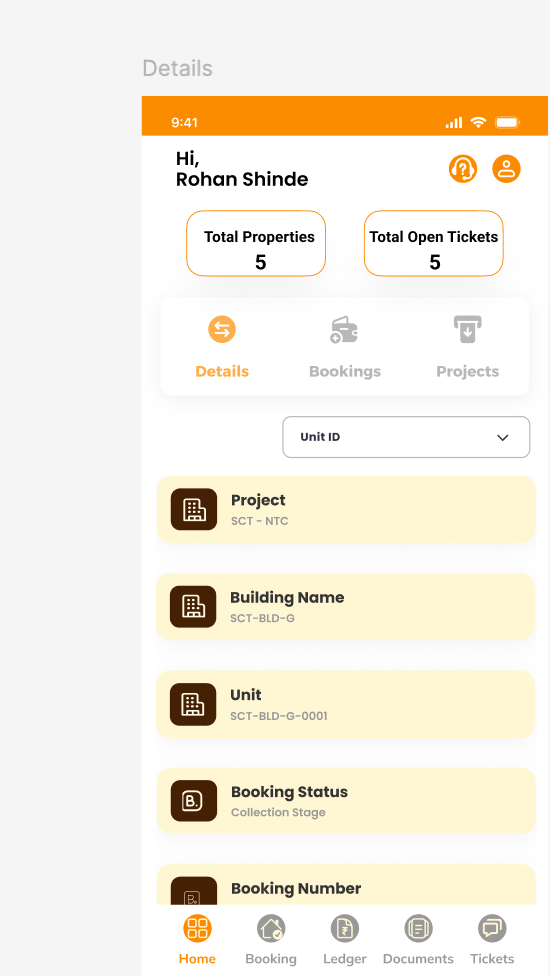 Details
9:41
Hi,
Rohan Shinde
Total Properties
5
Total Open Tickets
5
Details
Bookings
Projects
Unit ID
Project
SCT - NTC
Building Name
SCT-BLD-G
Unit
SCT-BLD-G-0001
B.
Booking Status
Collection Stage
Booking Number
Home
Booking
Ledger
Documents
Tickets